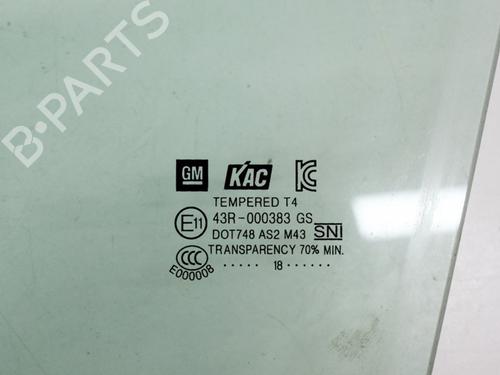 B-PARTS
GM KAC
TEMPERED T4
E11 43R-000383 GS
DOT748 AS2 M43 SNI
TRANSPARENCY 70% MIN.
CCC
E000008
..... 18 .....